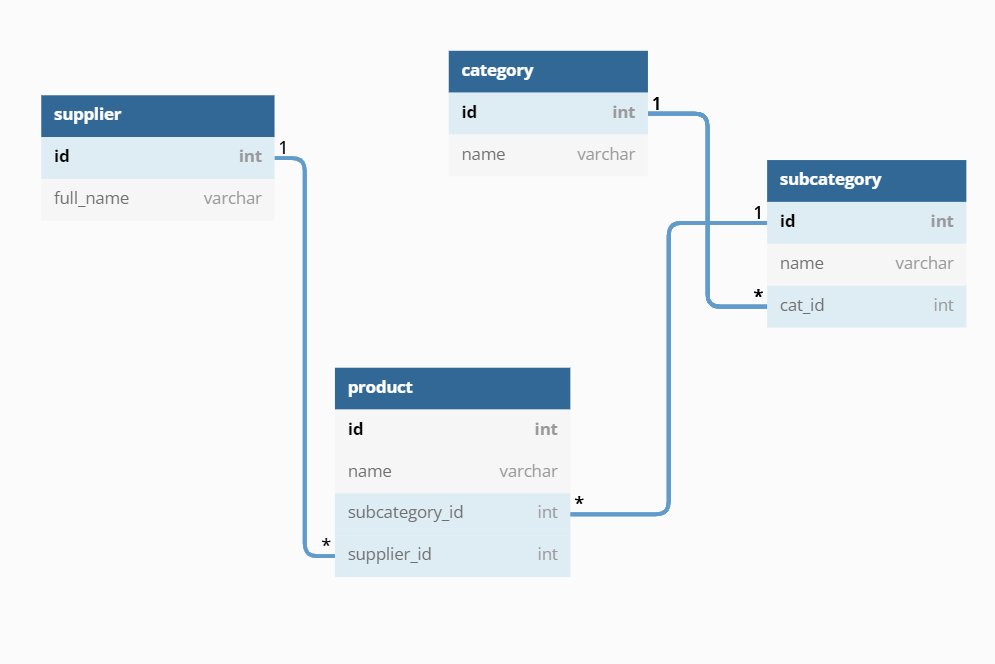 supplier
id int
full_name varchar
1
category
id int
name varchar
1
subcategory
id int
name varchar
cat_id int
1
*
product
id int
name varchar
subcategory_id int
supplier_id int
*
*